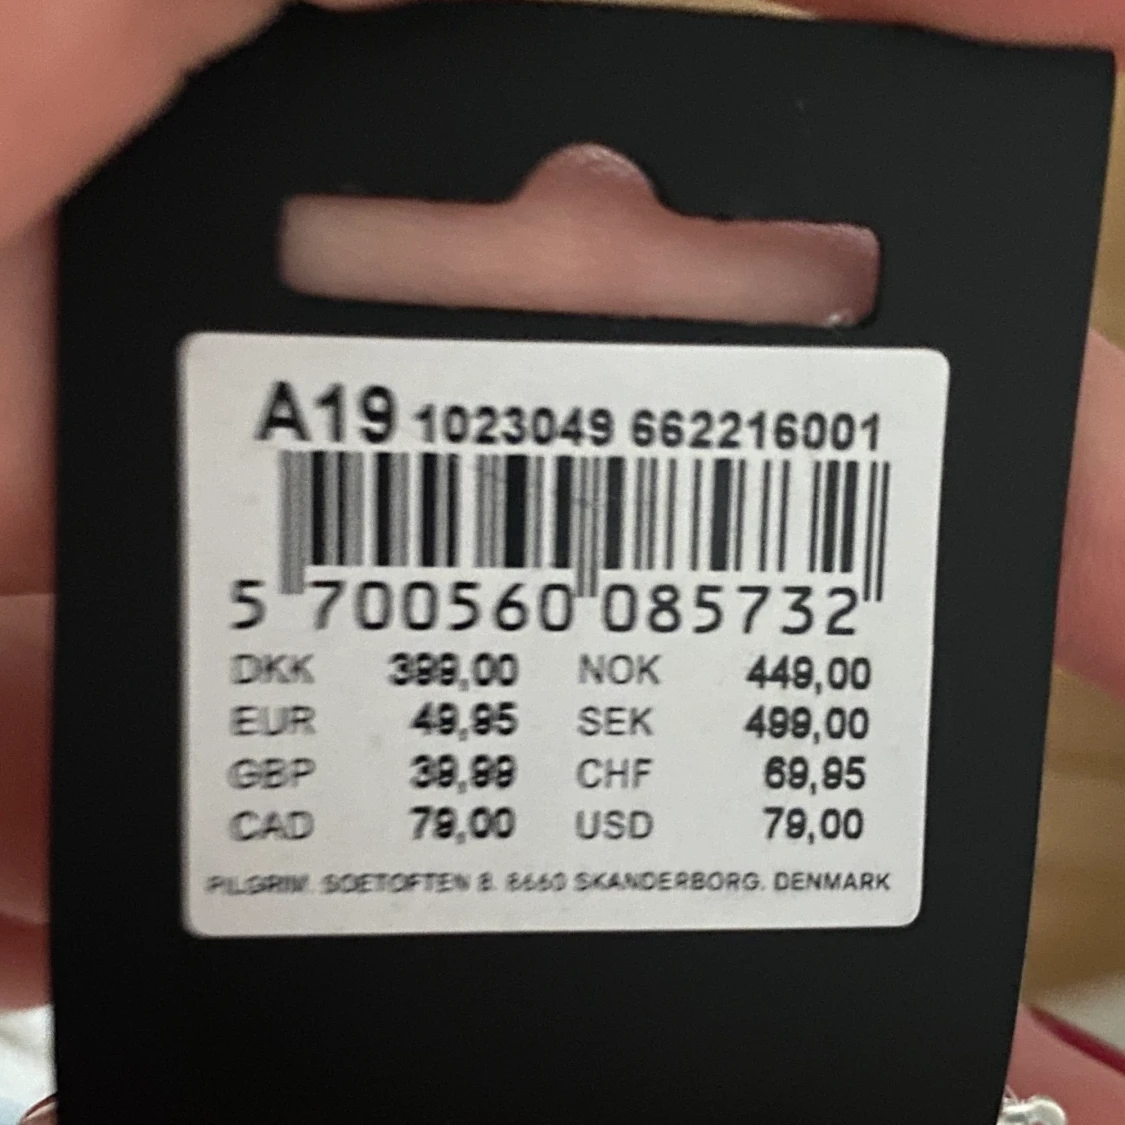 A19 1023049 662216001
5 700560 085732
DKK 399,00 NOK 449,00
EUR 49,95 SEK 499,00
GBP 39,99 CHF 69,95
CAD 79,00 USD 79,00
PILGRIM. SOETOFTEN 8. 8660 SKANDERBORG. DENMARK